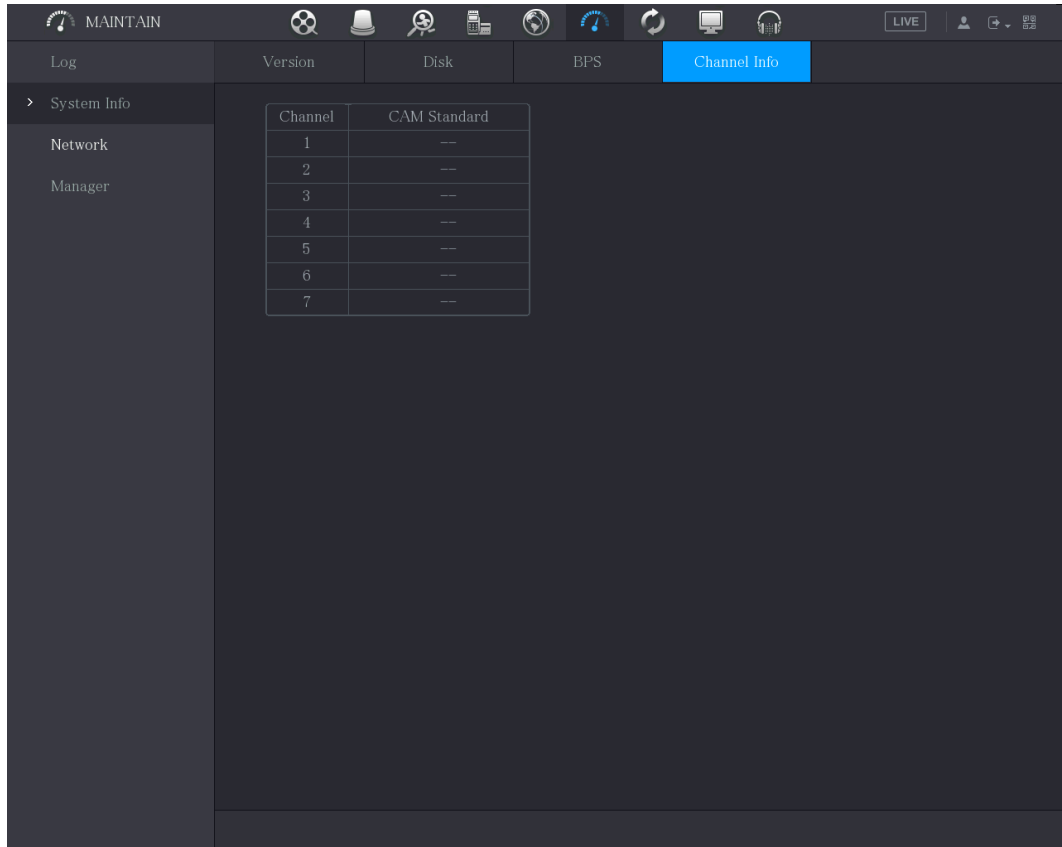 MAINTAIN LIVE
Log Version Disk BPS Channel Info
System Info
Network
Manager
Channel CAM Standard
1 --
2 --
3 --
4 --
5 --
6 --
7 --